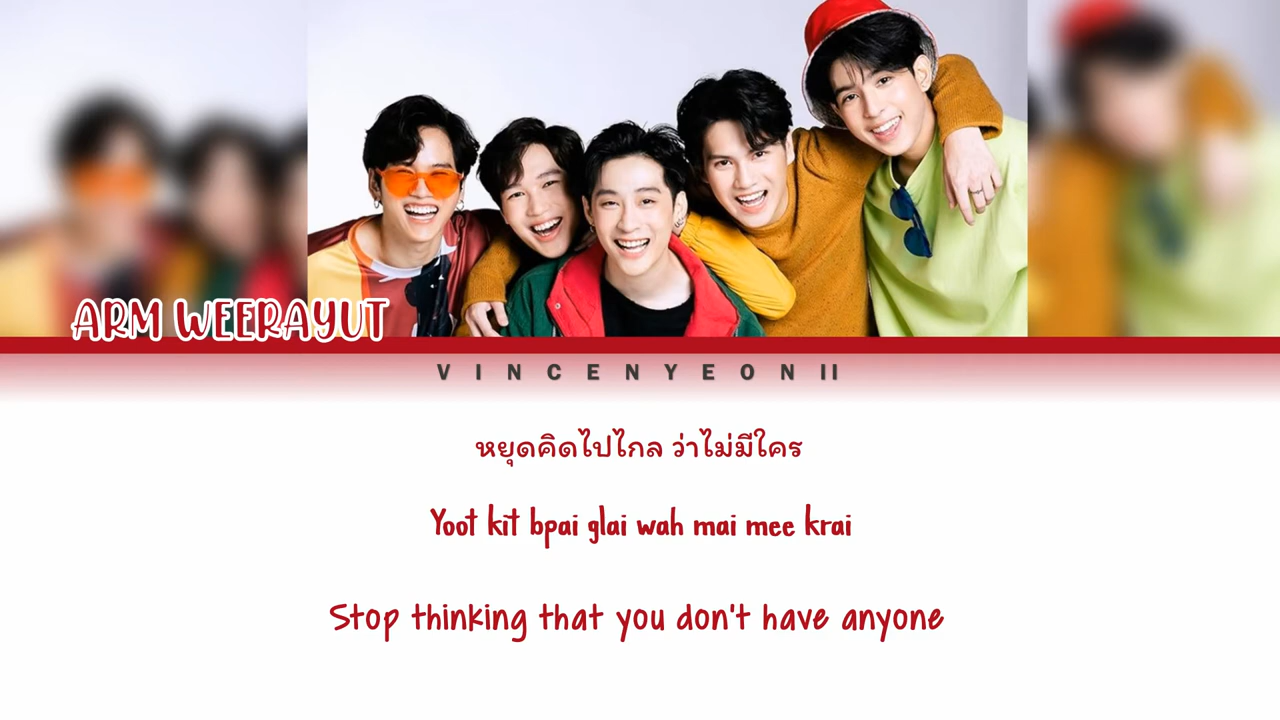 ARM WEERAYUT
VINCENYEON II
หยุดคิดไปไกล ว่าไม่มีใคร
Yoot kit bpai glai wah mai mee krai
Stop thinking that you don't have anyone